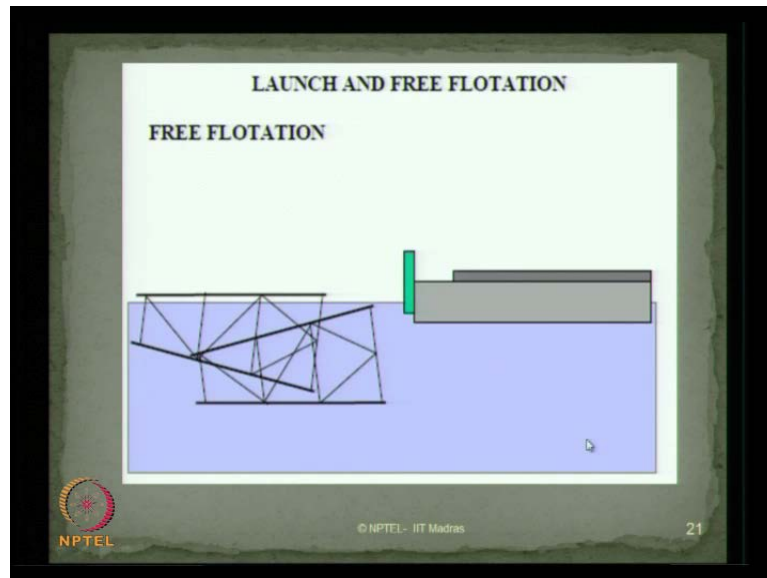 LAUNCH AND FREE FLOTATION
FREE FLOTATION
NPTEL
© NPTEL- IIT Madras
21